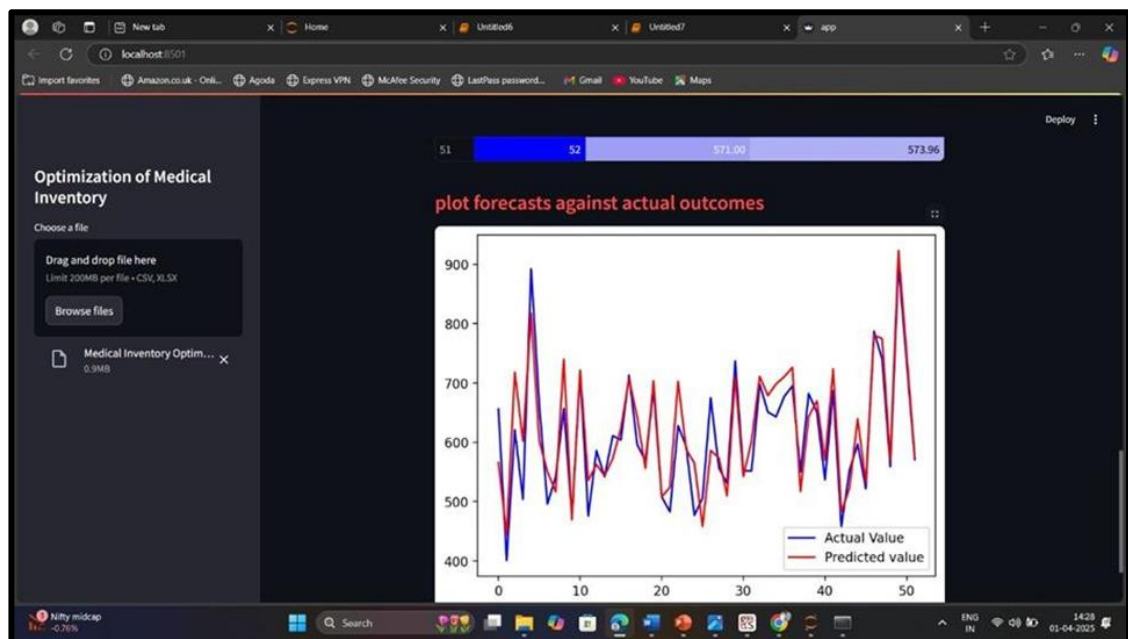 New tab
Home
Untitled6
Untitled7
app
localhost:8501
Import favorites
Amazon.co.uk - Onli...
Agoda
Express VPN
McAfee Security
LastPass password...
Gmail
YouTube
Maps
Deploy
51 52 571.00 573.96
Optimization of Medical
Inventory
Choose a file
Drag and drop file here
Limit 200MB per file • CSV, XLSX
Browse files
Medical Inventory Optim...
0.9MB
plot forecasts against actual outcomes
900
800
700
600
500
400
0 10 20 30 40 50
Actual Value
Predicted value
Nifty midcap
-0.76%
Search
ENG
IN
14:28
01-04-2025